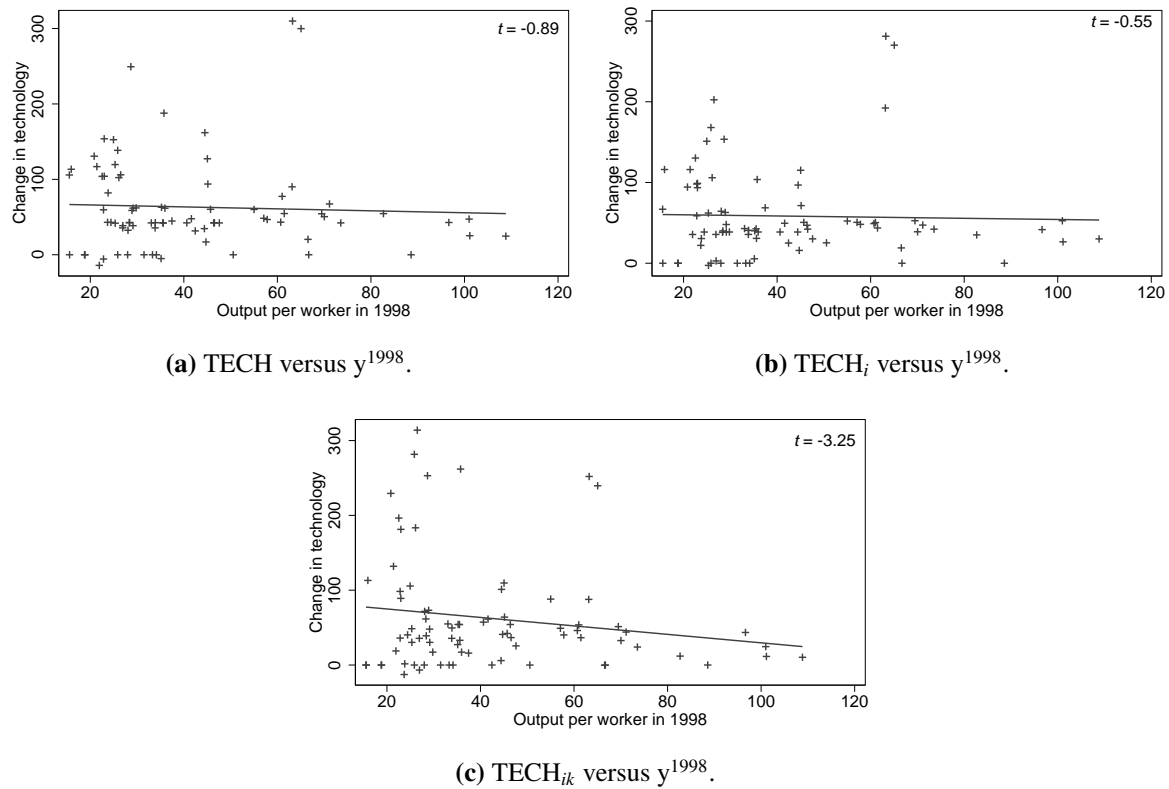 300
200
100
0
Change in technology
t = -0.89
20 40 60 80 100 120
Output per worker in 1998
(a) TECH versus y¹⁹⁹⁸.
300
200
100
0
Change in technology
t = -0.55
20 40 60 80 100 120
Output per worker in 1998
(b) TECHᵢ versus y¹⁹⁹⁸.
300
200
100
0
Change in technology
t = -3.25
20 40 60 80 100 120
Output per worker in 1998
(c) TECHᵢₖ versus y¹⁹⁹⁸.